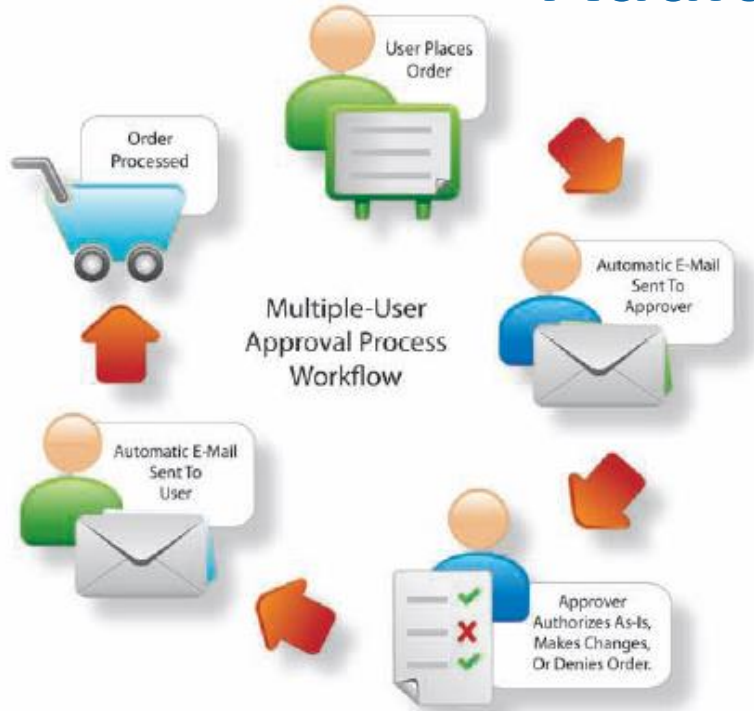 User Places
Order
Order
Processed
Automatic E-Mail
Sent To
Approver
Multiple-User
Approval Process
Workflow
Automatic E-Mail
Sent To
User
Approver
Authorizes As-Is,
Makes Changes,
Or Denies Order.